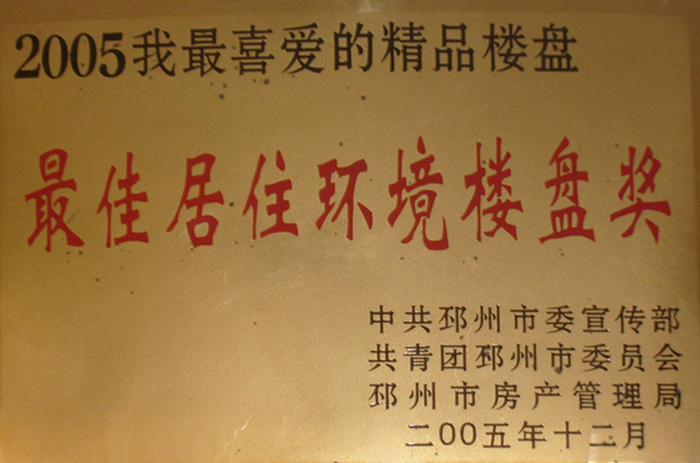 2005我最喜爱的精品楼盘
最佳居住环境楼盘奖
中共邳州市委宣传部
共青团邳州市委员会
邳州市房产管理局
二00五年十二月